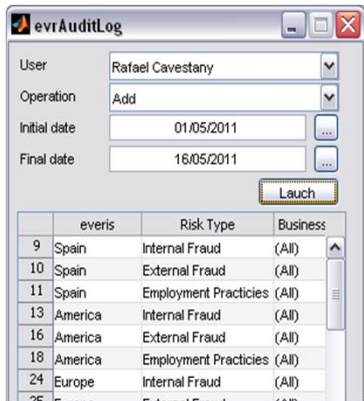 evrAuditLog
User Rafael Cavestany
Operation Add
Initial date 01/05/2011 ...
Final date 16/05/2011 ...
Lauch
everis Risk Type Business
9 Spain Internal Fraud (All)
10 Spain External Fraud (All)
11 Spain Employment Practicies (All)
13 America Internal Fraud (All)
16 America External Fraud (All)
18 America Employment Practicies (All)
24 Europe Internal Fraud (All)